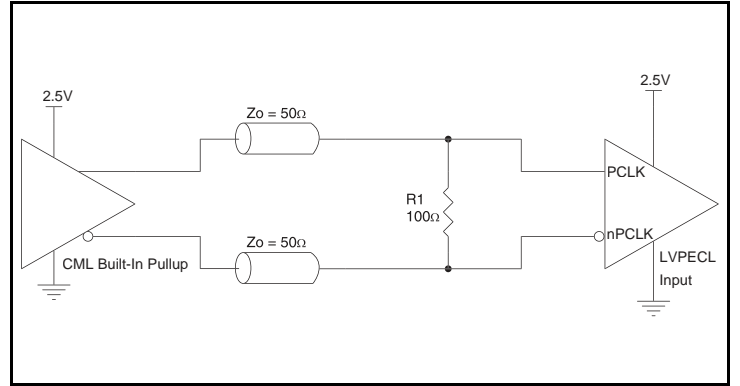 2.5V
2.5V
Zo = 50Ω
PCLK
R1
100Ω
nPCLK
Zo = 50Ω
CML Built-In Pullup
LVPECL
Input